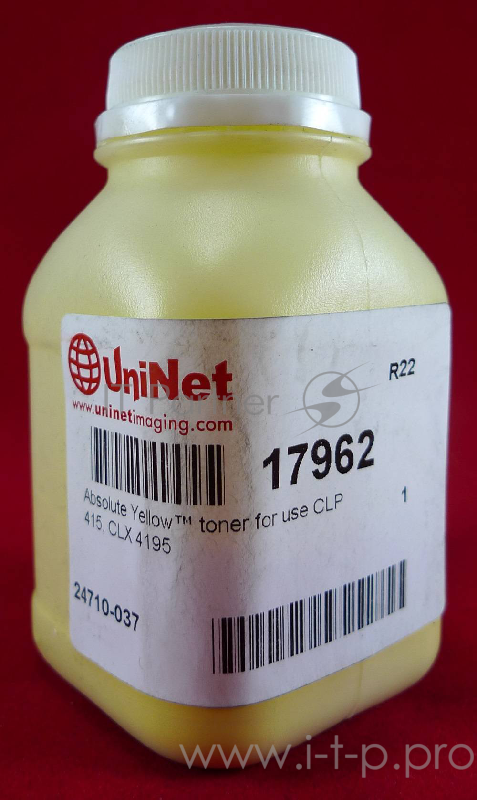 UniNet
R22
www.uninetimaging.com
17962
Absolute Yellow™ toner for use CLP
415, CLX 4195
1
24710-037
www.i-t-p.pro